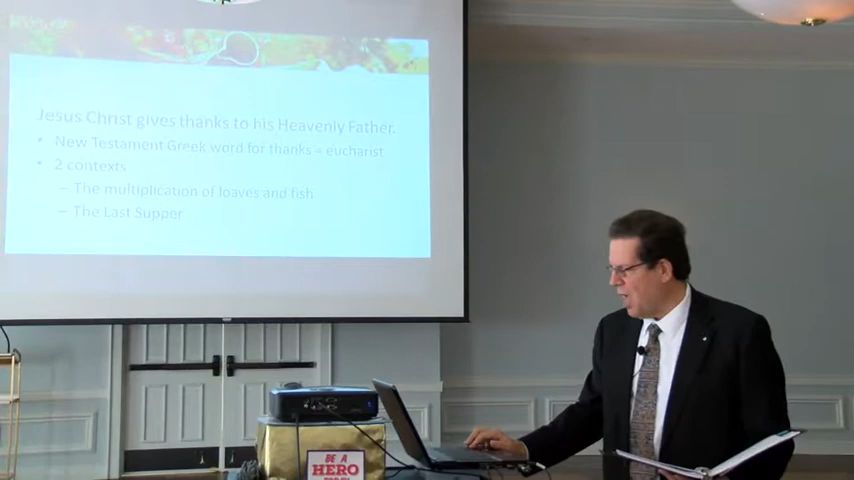 Jesus Christ gives thanks to his Heavenly Father.
• New Testament Greek word for thanks = eucharist
• 2 contexts
– The multiplication of loaves and fish
– The Last Supper
BE A
HERO